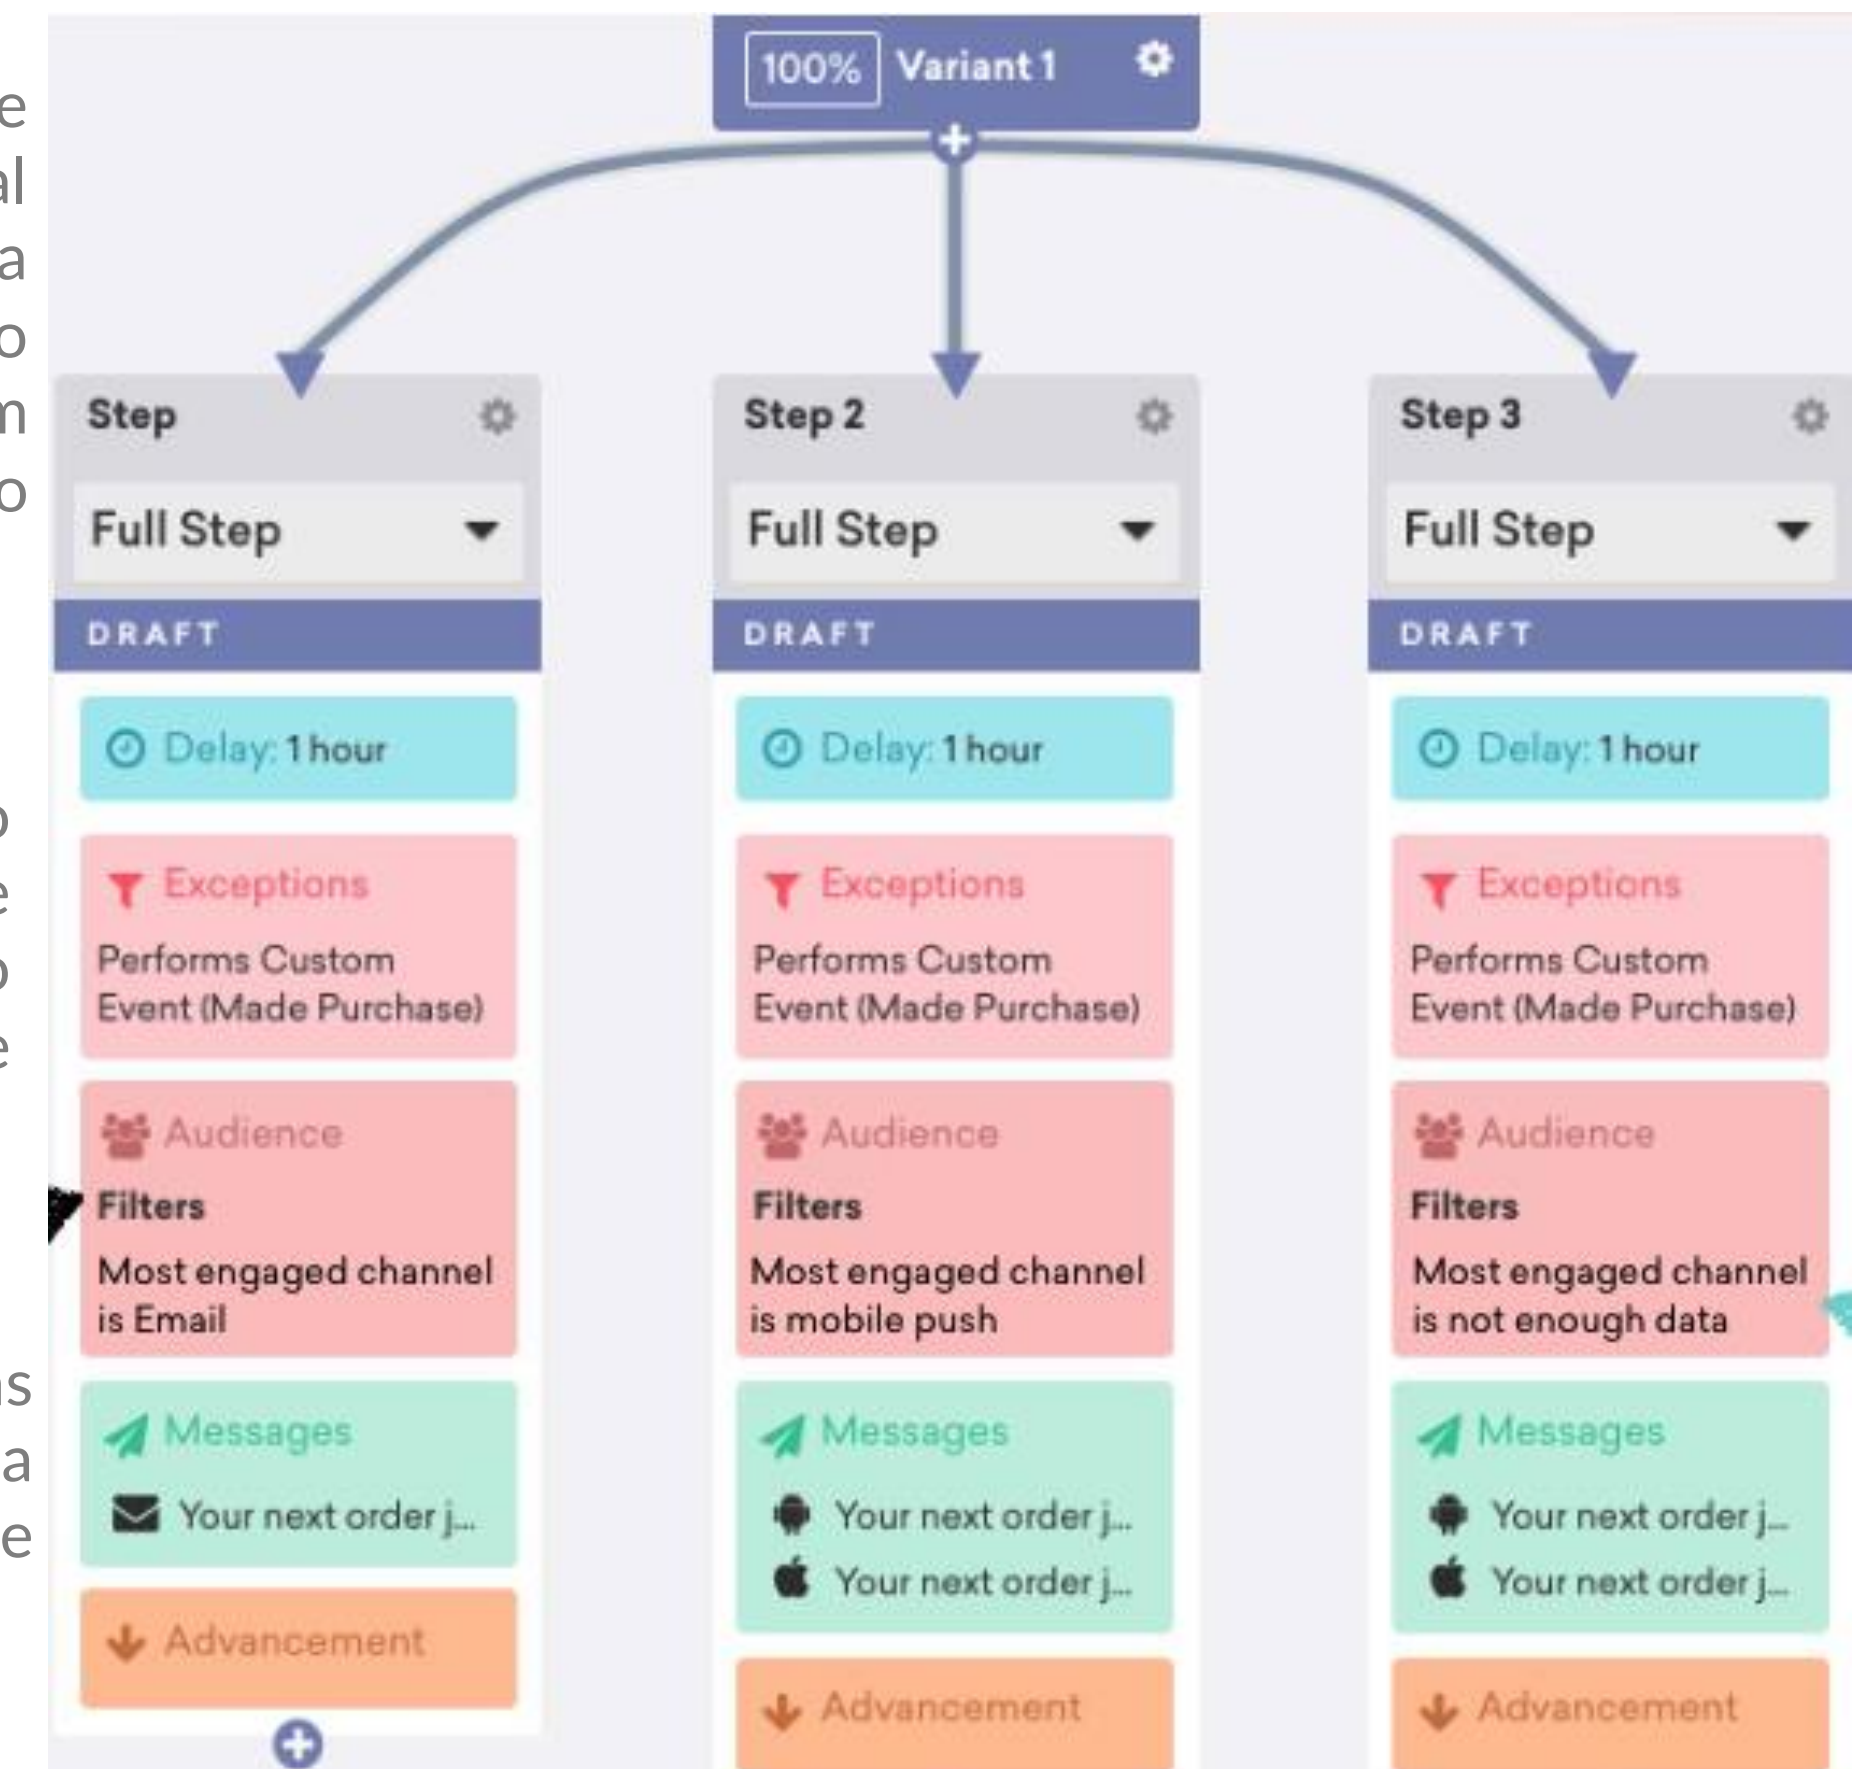 100% Variant 1
e
al
a
o
m
o
o
e
o
e
as
a
e
Step
Full Step
DRAFT
Delay: 1 hour
Exceptions
Performs Custom
Event (Made Purchase)
Audience
Filters
Most engaged channel
is Email
Messages
Your next order j...
Advancement
Step 2
Full Step
DRAFT
Delay: 1 hour
Exceptions
Performs Custom
Event (Made Purchase)
Audience
Filters
Most engaged channel
is mobile push
Messages
Your next order j...
Your next order j...
Advancement
Step 3
Full Step
DRAFT
Delay: 1 hour
Exceptions
Performs Custom
Event (Made Purchase)
Audience
Filters
Most engaged channel
is not enough data
Messages
Your next order j...
Your next order j...
Advancement